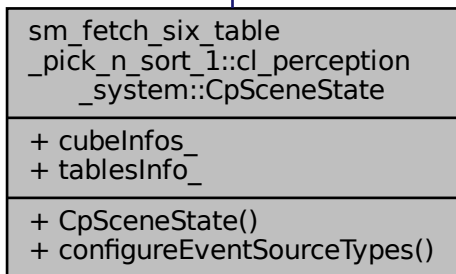 sm_fetch_six_table
_pick_n_sort_1::cl_perception
_system::CpSceneState
+ cubeInfos_
+ tablesInfo_
+ CpSceneState()
+ configureEventSourceTypes()